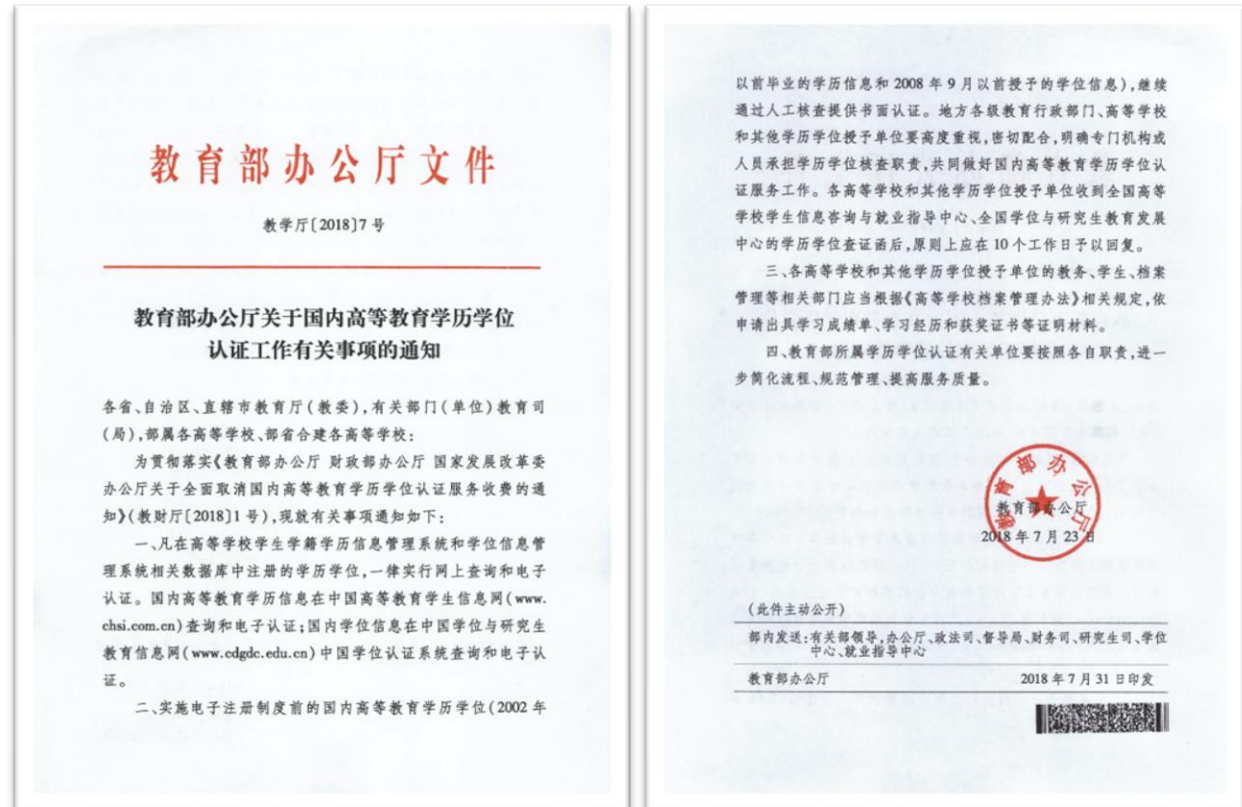 教育部办公厅文件
教学厅〔2018〕7 号
教育部办公厅关于国内高等教育学历学位
认证工作有关事项的通知
各省、自治区、直辖市教育厅(教委),有关部门(单位)教育司
(局),部属各高等学校、部省合建各高等学校:
为贯彻落实《教育部办公厅 财政部办公厅 国家发展改革委
办公厅关于全面取消国内高等教育学历学位认证服务收费的通
知》(教财厅〔2018〕1 号),现就有关事项通知如下:
一、凡在高等学校学生学籍学历信息管理系统和学位信息管
理系统相关数据库中注册的学历学位,一律实行网上查询和电子
认证。国内高等教育学历信息在中国高等教育学生信息网(www.
chsi.com.cn)查询和电子认证;国内学位信息在中国学位与研究生
教育信息网(www.cdgdc.edu.cn)中国学位认证系统查询和电子认
证。
二、实施电子注册制度前的国内高等教育学历学位(2002 年
以前毕业的学历信息和 2008 年 9 月以前授予的学位信息),继续
通过人工核查提供书面认证。地方各级教育行政部门、高等学校
和其他学历学位授予单位要高度重视,密切配合,明确专门机构或
人员承担学历学位核查职责,共同做好国内高等教育学历学位认
证服务工作。各高等学校和其他学历学位授予单位收到全国高等
学校学生信息咨询与就业指导中心、全国学位与研究生教育发展
中心的学历学位查证函后,原则上应在 10 个工作日予以回复。
三、各高等学校和其他学历学位授予单位的教务、学生、档案
管理等相关部门应当根据《高等学校档案管理办法》相关规定,依
申请出具学习成绩单、学习经历和获奖证书等证明材料。
四、教育部所属学历学位认证有关单位要按照各自职责,进一
步简化流程、规范管理、提高服务质量。
教育部办公厅
教育部办公厅
2018 年 7 月 23 日
(此件主动公开)
部内发送:有关部领导,办公厅、政法司、督导局、财务司、研究生司、学位
中心、就业指导中心
教育部办公厅 2018 年 7 月 31 日印发